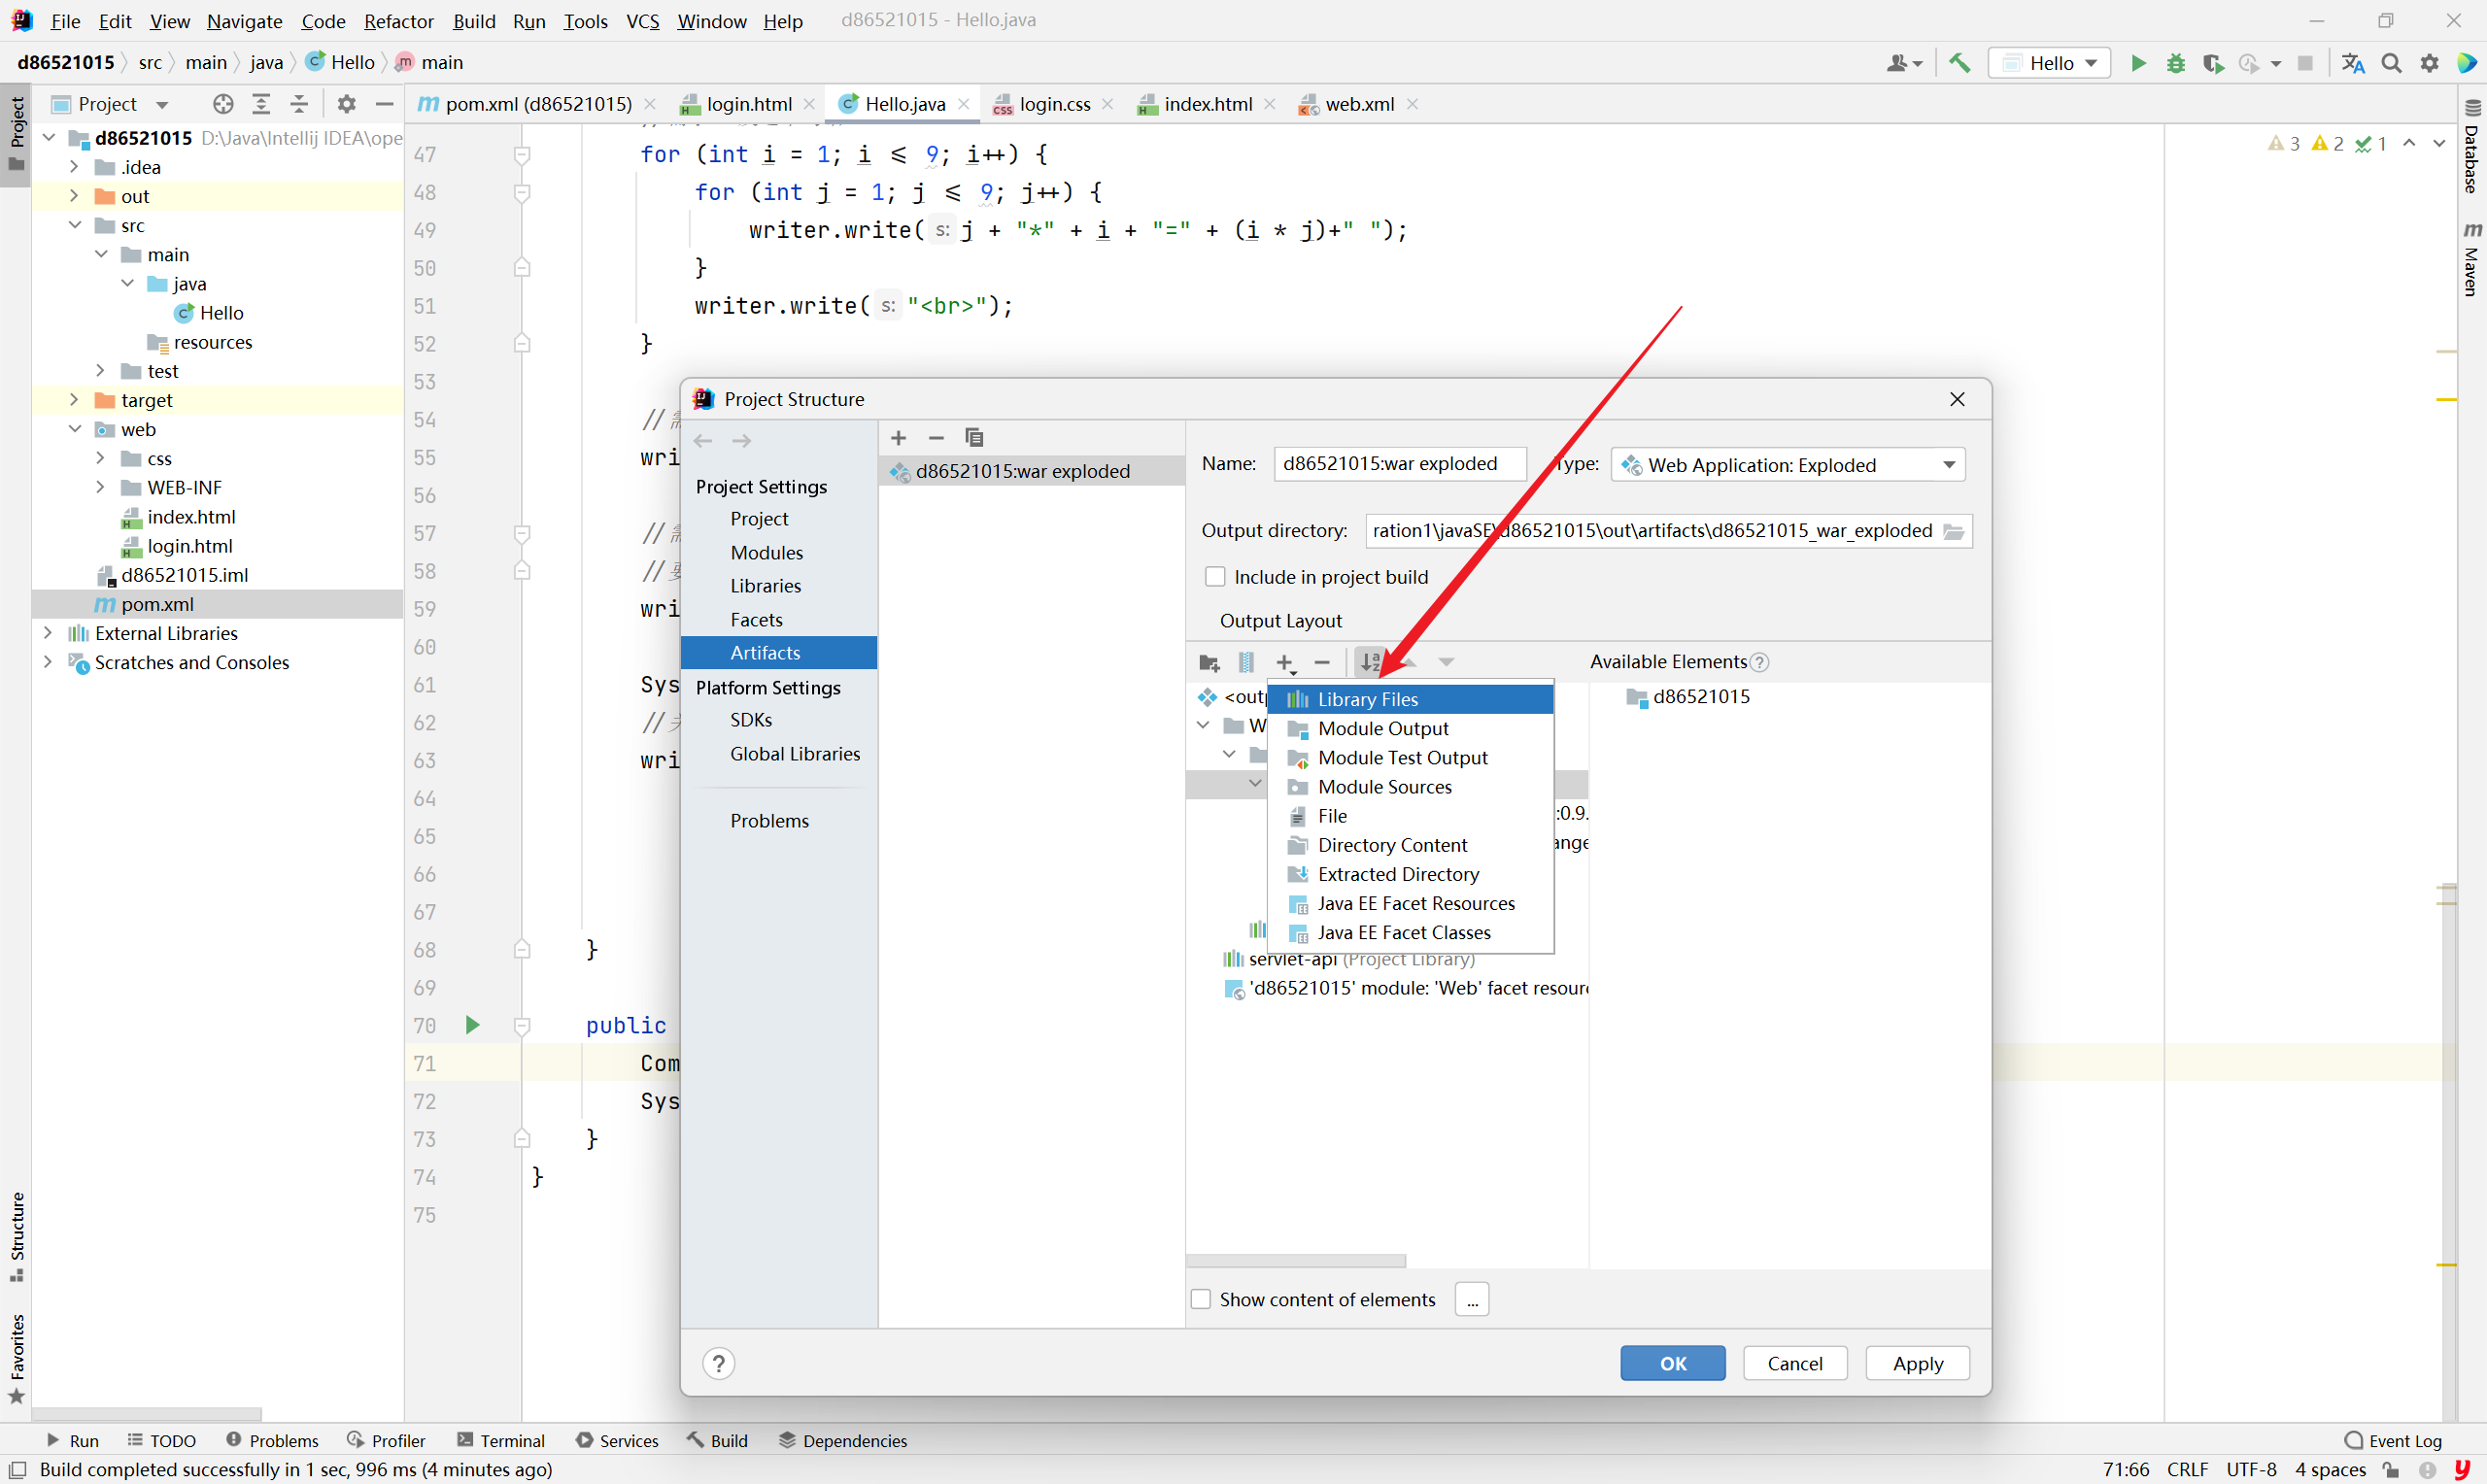 File Edit View Navigate Code Refactor Build Run Tools VCS Window Help d86521015 - Hello.java
d86521015 src main java Hello main
Hello
Project
pom.xml (d86521015) login.html Hello.java login.css index.html web.xml
Project
d86521015 D:\Java\Intellij IDEA\ope
.idea
out
src
main
java
Hello
resources
test
target
web
css
WEB-INF
index.html
login.html
d86521015.iml
pom.xml
External Libraries
Scratches and Consoles
Structure
Favorites
3 2 1
Database
Maven
47 for (int i = 1; i <= 9; i++) {
48 for (int j = 1; j <= 9; j++) {
49 writer.write( s: j + "*" + i + "=" + (i * j)+" ");
50 }
51 writer.write( s: "<br>");
52 }
53
54 //
55 wri
56
57 //
58 //要
59 wri
60
61 Sys
62 //关
63 wri
64
65
66
67
68 }
69
70 public
71 Com
72 Sys
73 }
74 }
75
Project Structure
Project Settings
Project
Modules
Libraries
Facets
Artifacts
Platform Settings
SDKs
Global Libraries
Problems
d86521015:war exploded
Name: d86521015:war exploded Type: Web Application: Exploded
Output directory: ration1\javaSE\d86521015\out\artifacts\d86521015_war_exploded
Include in project build
Output Layout
Available Elements ?
<outp
W
:0.9.
ange
Library Files
Module Output
Module Test Output
Module Sources
File
Directory Content
Extracted Directory
Java EE Facet Resources
Java EE Facet Classes
servlet-api (Project Library)
'd86521015' module: 'Web' facet resour
d86521015
Show content of elements ...
? OK Cancel Apply
Run TODO Problems Profiler Terminal Services Build Dependencies Event Log
Build completed successfully in 1 sec, 996 ms (4 minutes ago) 71:66 CRLF UTF-8 4 spaces